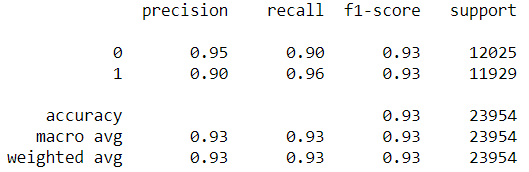 precision recall f1-score support
0 0.95 0.90 0.93 12025
1 0.90 0.96 0.93 11929
accuracy 0.93 23954
macro avg 0.93 0.93 0.93 23954
weighted avg 0.93 0.93 0.93 23954